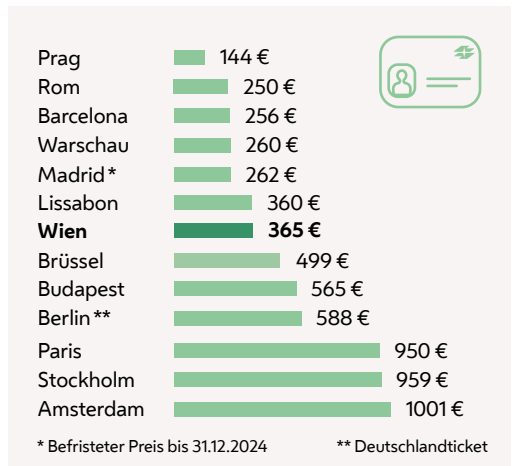 Prag 144 €
Rom 250 €
Barcelona 256 €
Warschau 260 €
Madrid* 262 €
Lissabon 360 €
Wien 365 €
Brüssel 499 €
Budapest 565 €
Berlin** 588 €
Paris 950 €
Stockholm 959 €
Amsterdam 1001 €
* Befristeter Preis bis 31.12.2024 ** Deutschlandticket